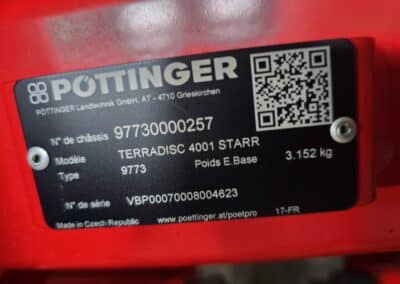 PÖTTINGER
PÖTTINGER Landtechnik GmbH, AT - 4710 Grieskirchen
N° de châssis 97730000257
Modèle TERRADISC 4001 STARR
Type 9773 Poids E.Base 3.152 kg
N° de série VBP00070008004623
Made in Czech Republic www.poettinger.at/poetpro 17-FR